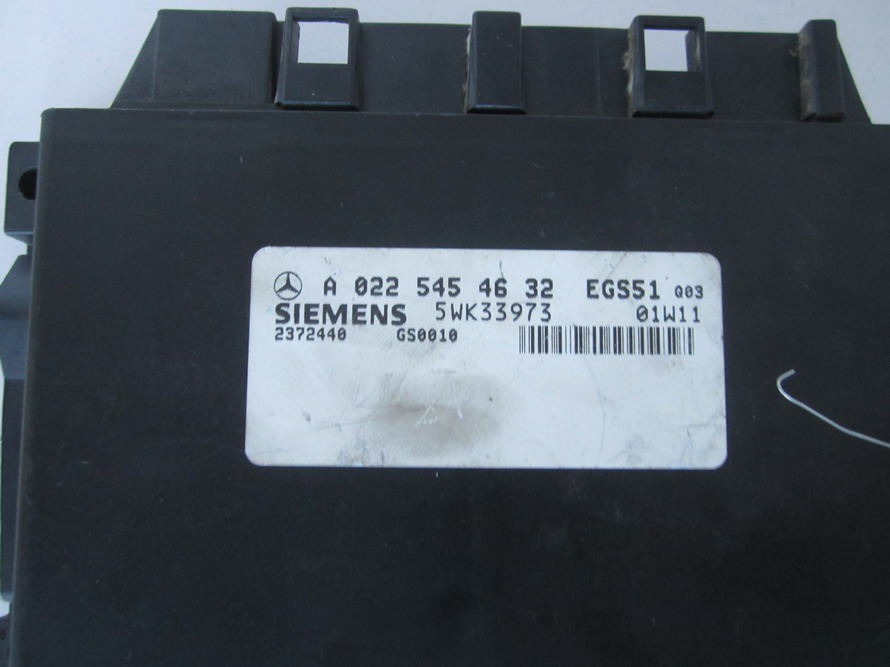 A 022 545 46 32 EGS51 Q03
SIEMENS 5WK33973 01W11
2372440 GS0010